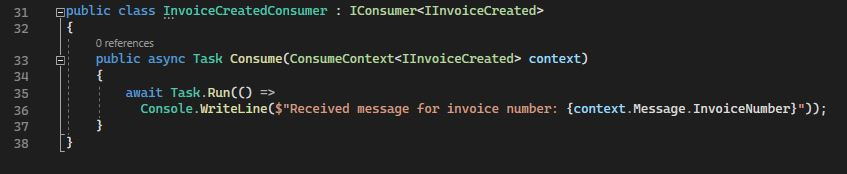 31 public class InvoiceCreatedConsumer : IConsumer<IInvoiceCreated>
32 {
0 references
33 public async Task Consume(ConsumeContext<IInvoiceCreated> context)
34 {
35 await Task.Run(() =>
36 Console.WriteLine($"Received message for invoice number: {context.Message.InvoiceNumber}"));
37 }
38 }